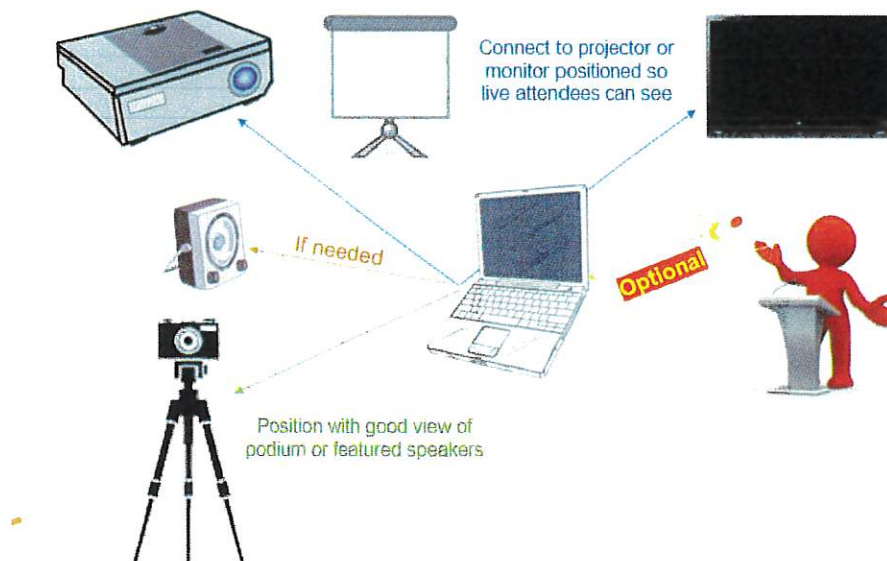 Connect to projector or
monitor positioned so
live attendees can see
If needed
Optional
Position with good view of
podium or featured speakers